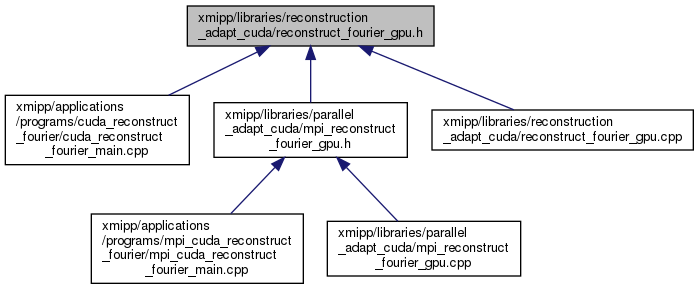 xmipp/libraries/reconstruction
_adapt_cuda/reconstruct_fourier_gpu.h
xmipp/applications
/programs/cuda_reconstruct
_fourier/cuda_reconstruct
_fourier_main.cpp
xmipp/libraries/parallel
_adapt_cuda/mpi_reconstruct
_fourier_gpu.h
xmipp/libraries/reconstruction
_adapt_cuda/reconstruct_fourier_gpu.cpp
xmipp/applications
/programs/mpi_cuda_reconstruct
_fourier/mpi_cuda_reconstruct
_fourier_main.cpp
xmipp/libraries/parallel
_adapt_cuda/mpi_reconstruct
_fourier_gpu.cpp